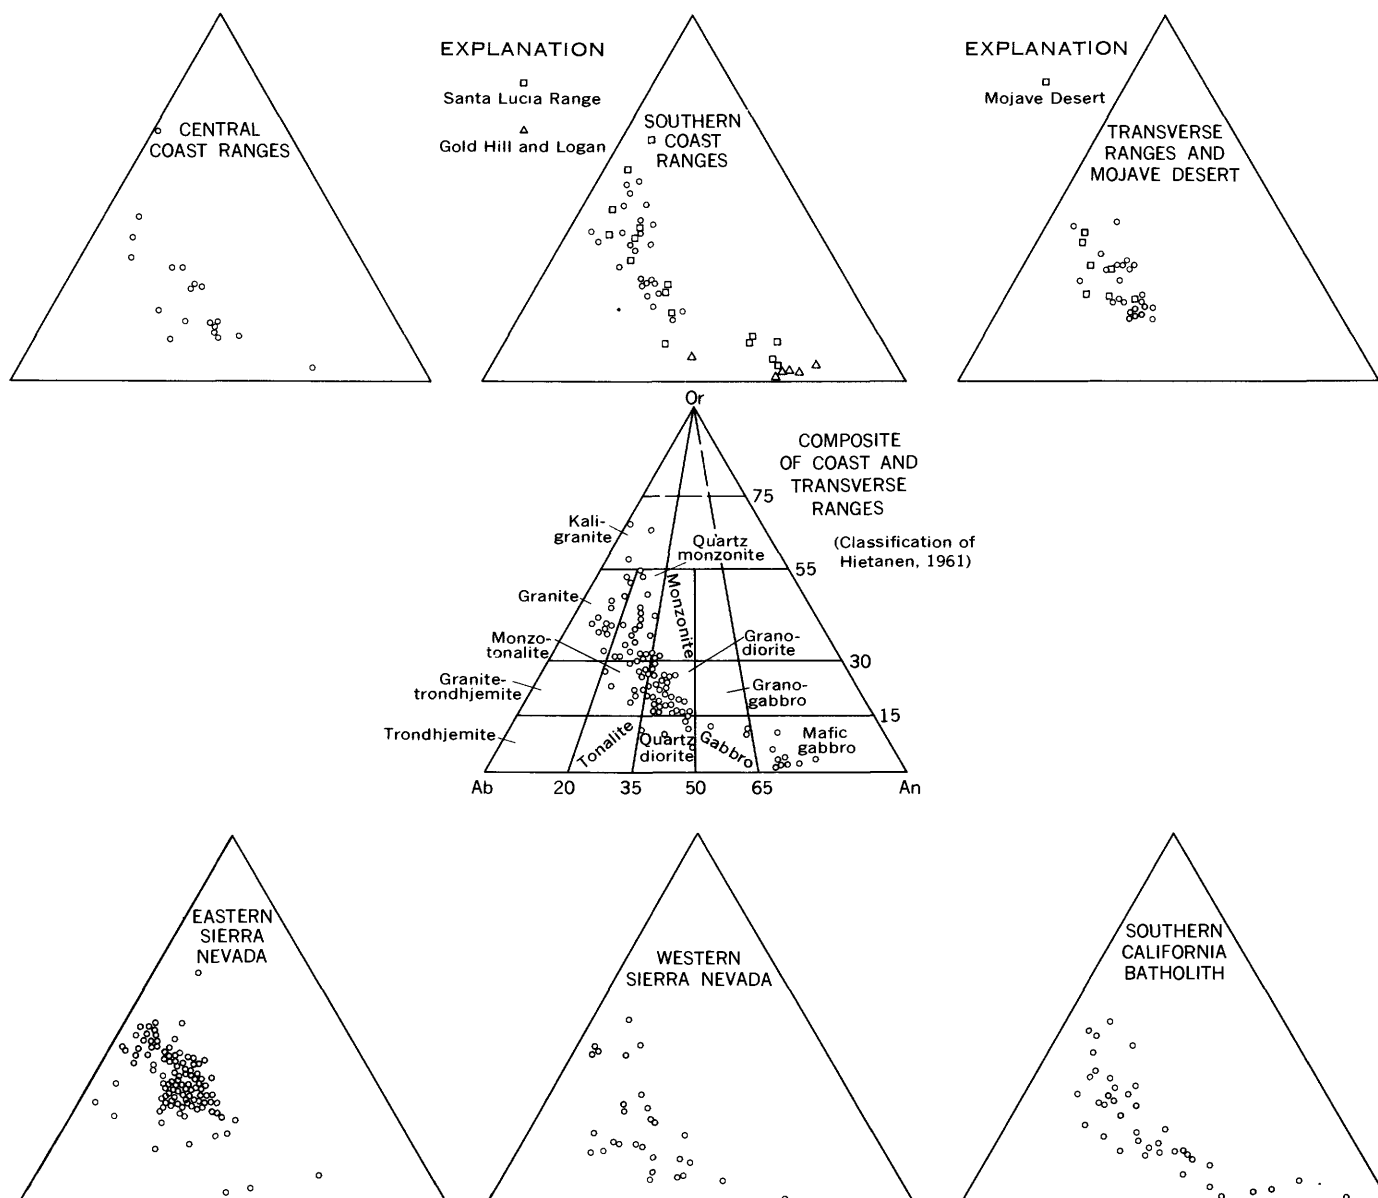 EXPLANATION
Santa Lucia Range
Gold Hill and Logan
EXPLANATION
Mojave Desert
CENTRAL
COAST RANGES
SOUTHERN
COAST
RANGES
TRANSVERSE
RANGES AND
MOJAVE DESERT
Or
COMPOSITE
OF COAST AND
TRANSVERSE
RANGES
(Classification of
Hietanen, 1961)
75
55
30
15
Kali-
granite
Quartz
monzonite
Granite
Monzonite
Monzo-
tonalite
Grano-
diorite
Granite-
trondhjemite
Grano-
gabbro
Trondhjemite
Tonalite
Quartz
diorite
Gabbro
Mafic
gabbro
Ab
20
35
50
65
An
EASTERN
SIERRA
NEVADA
WESTERN
SIERRA NEVADA
SOUTHERN
CALIFORNIA
BATHOLITH